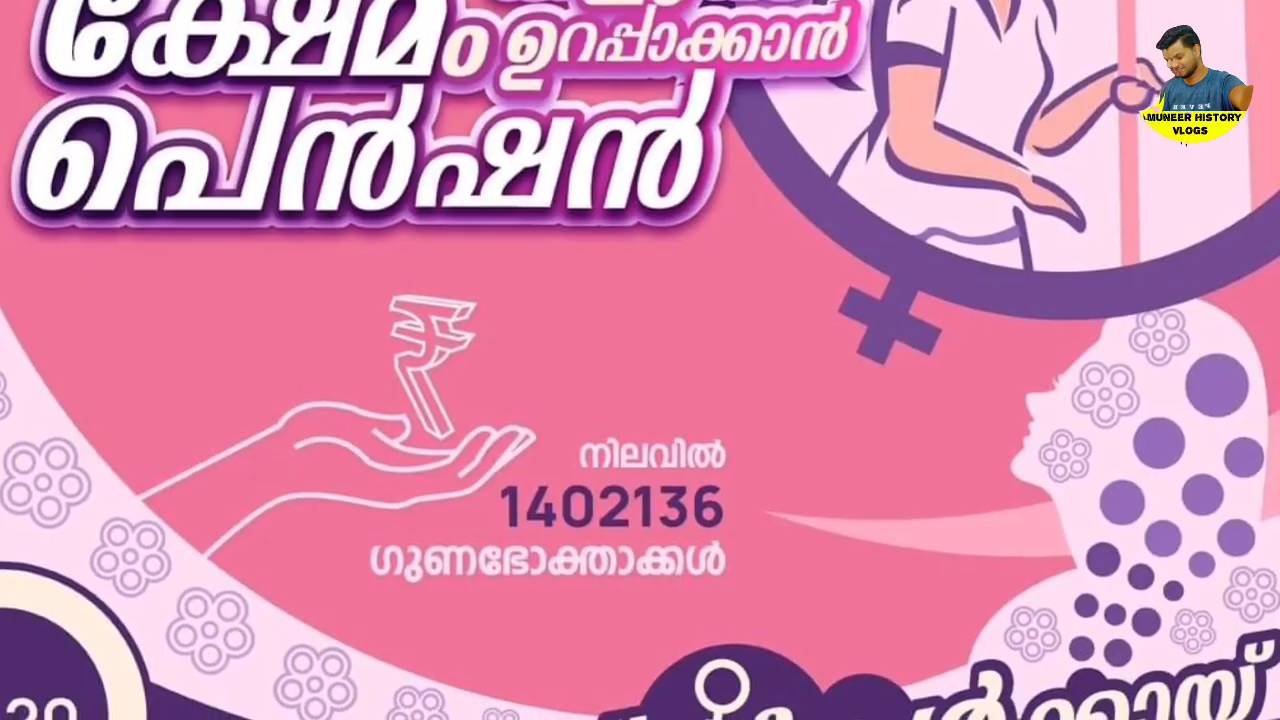 ക്ഷേമം ഉറപ്പാക്കാൻ
പെൻഷൻ
നിലവിൽ
1402136
ഗുണഭോക്താക്കൾ
MUNEER HISTORY
VLOGS